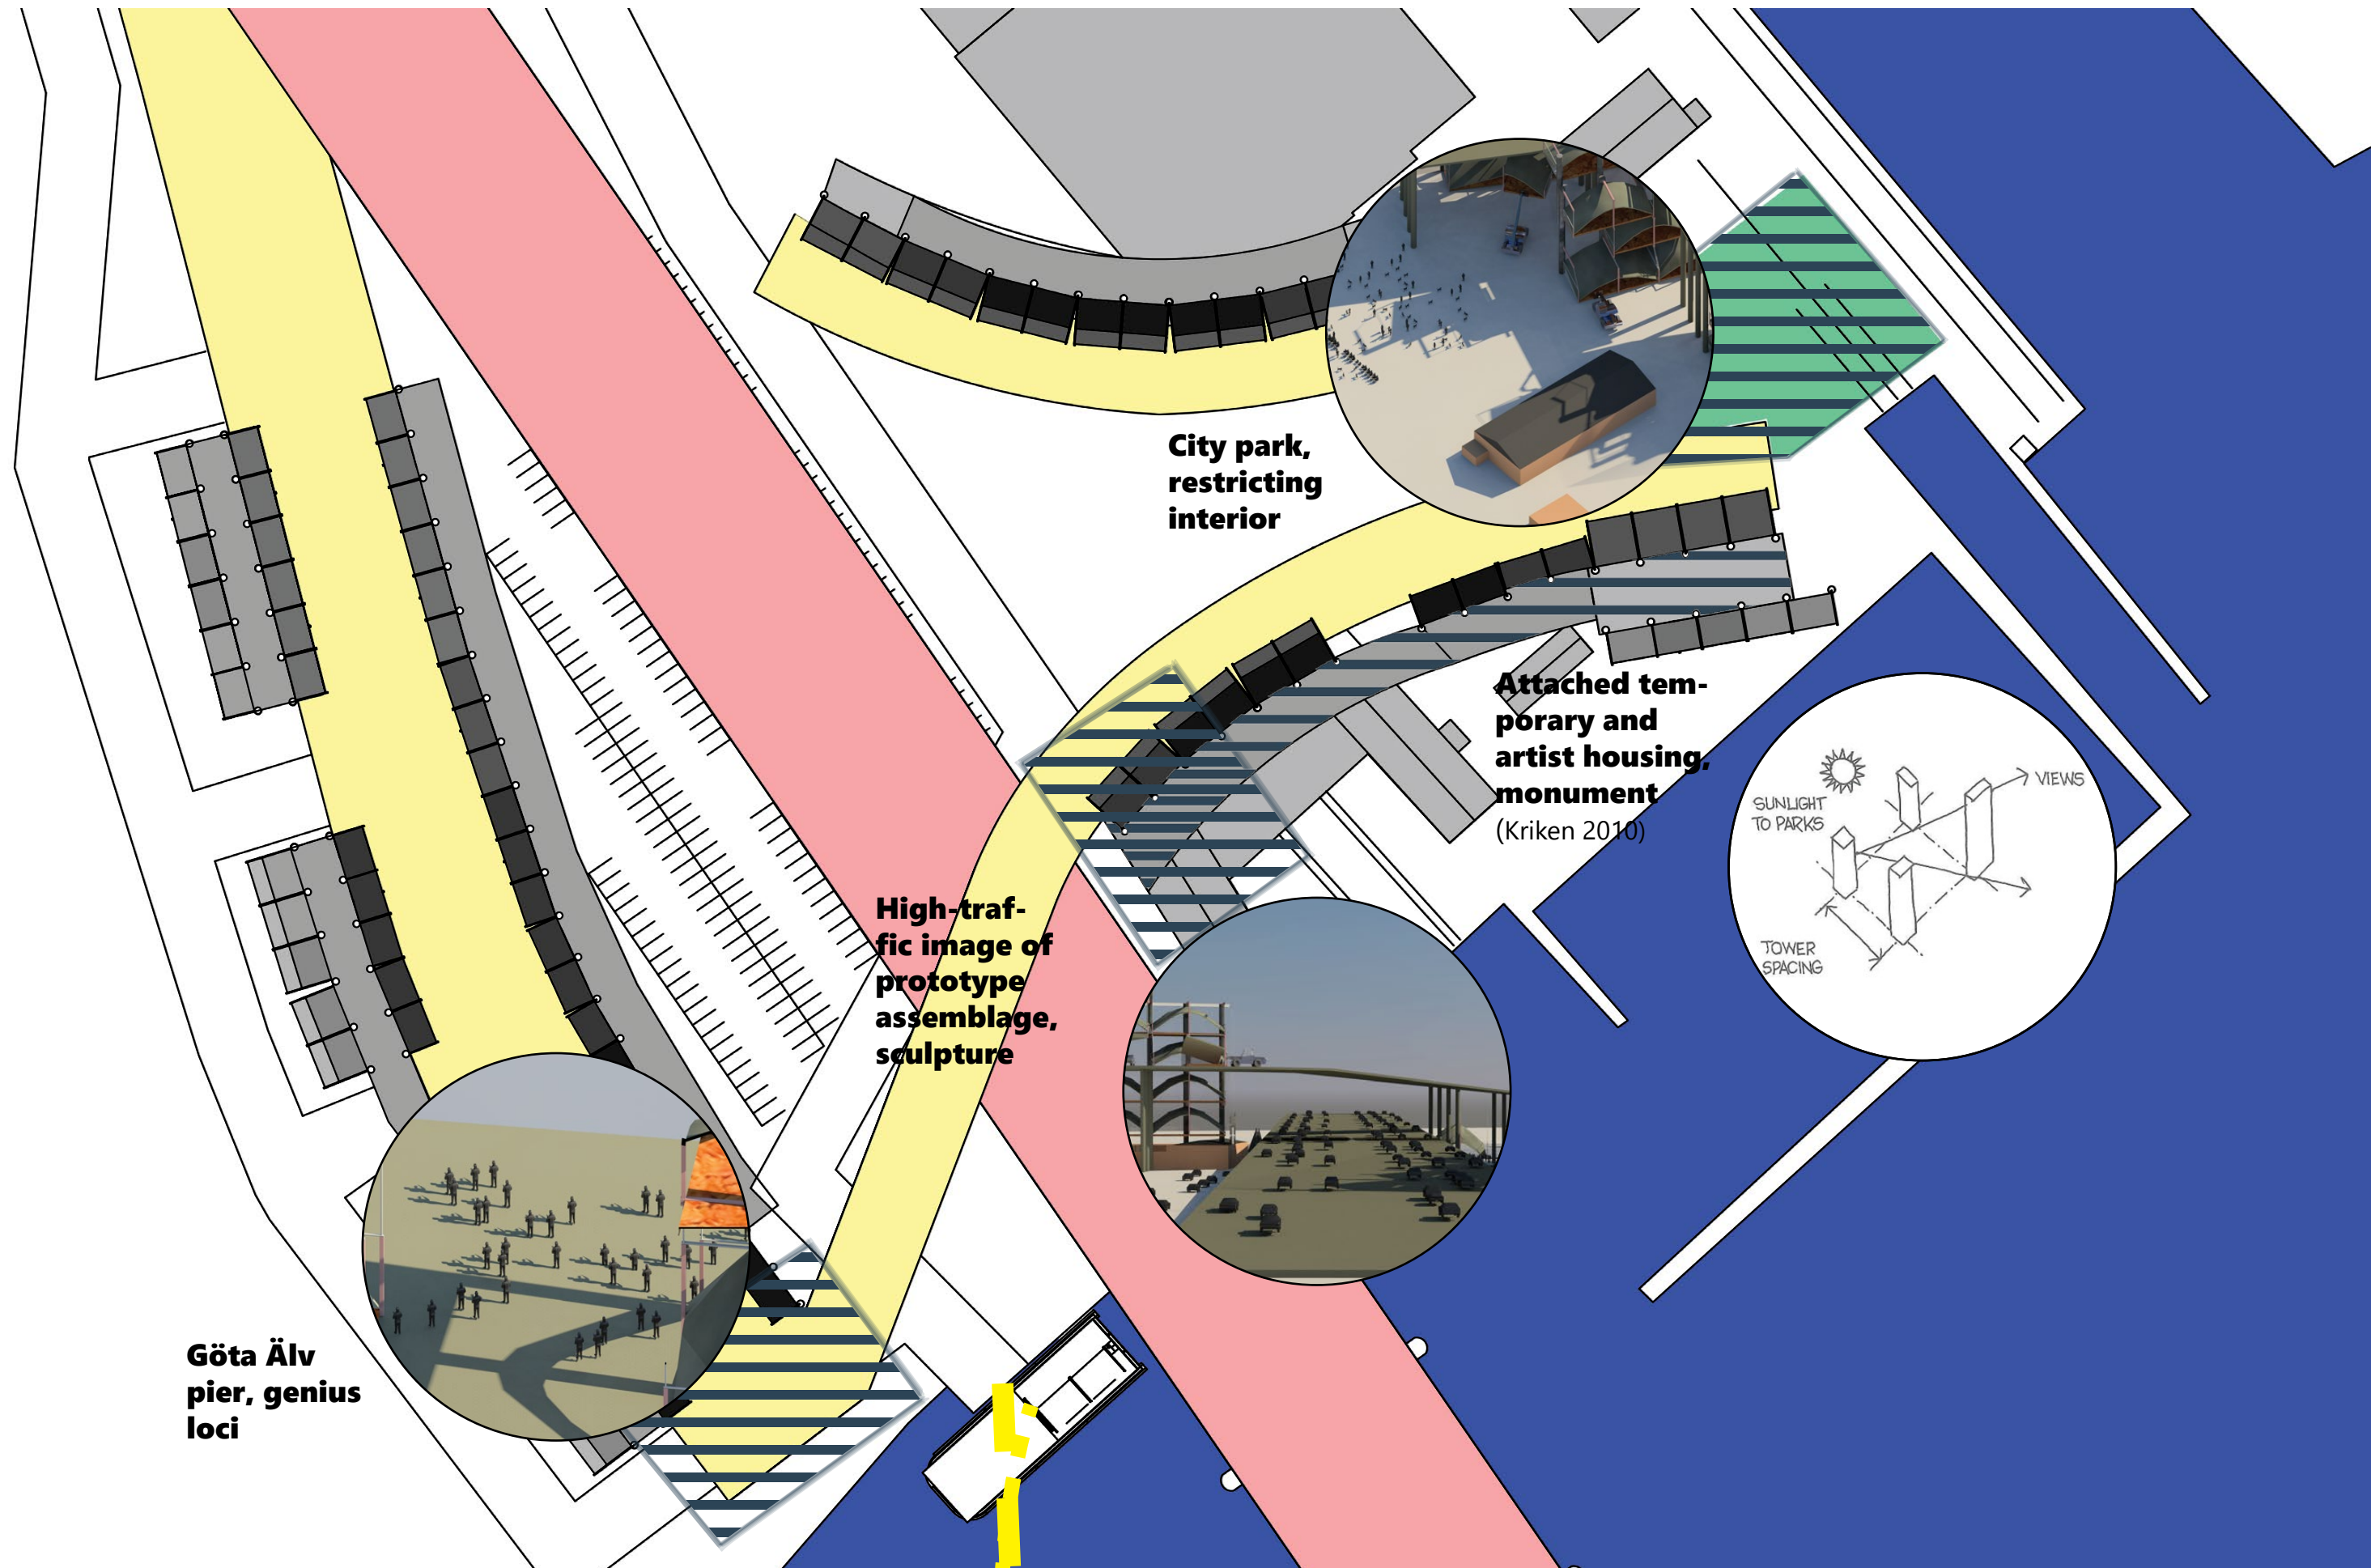 City park,
restricting
interior
Attached tem-
porary and
artist housing,
monument
(Kriken 2010)
SUNLIGHT
TO PARKS
VIEWS
TOWER
SPACING
High-traf-
fic image of
prototype
assemblage,
sculpture
Göta Älv
pier, genius
loci